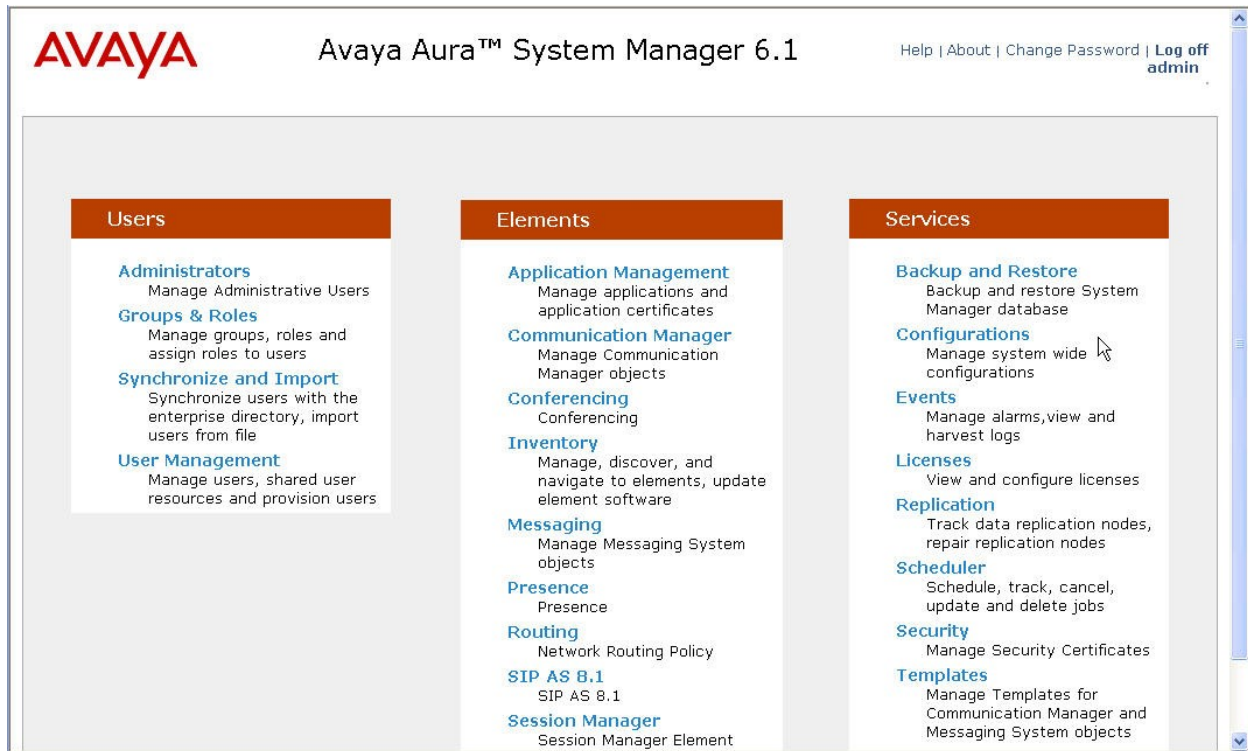 AVAYA
Avaya Aura™ System Manager 6.1
Help | About | Change Password | Log off
admin
Users
Administrators
Manage Administrative Users
Groups & Roles
Manage groups, roles and
assign roles to users
Synchronize and Import
Synchronize users with the
enterprise directory, import
users from file
User Management
Manage users, shared user
resources and provision users
Elements
Application Management
Manage applications and
application certificates
Communication Manager
Manage Communication
Manager objects
Conferencing
Conferencing
Inventory
Manage, discover, and
navigate to elements, update
element software
Messaging
Manage Messaging System
objects
Presence
Presence
Routing
Network Routing Policy
SIP AS 8.1
SIP AS 8.1
Session Manager
Session Manager Element
Services
Backup and Restore
Backup and restore System
Manager database
Configurations
Manage system wide
configurations
Events
Manage alarms,view and
harvest logs
Licenses
View and configure licenses
Replication
Track data replication nodes,
repair replication nodes
Scheduler
Schedule, track, cancel,
update and delete jobs
Security
Manage Security Certificates
Templates
Manage Templates for
Communication Manager and
Messaging System objects